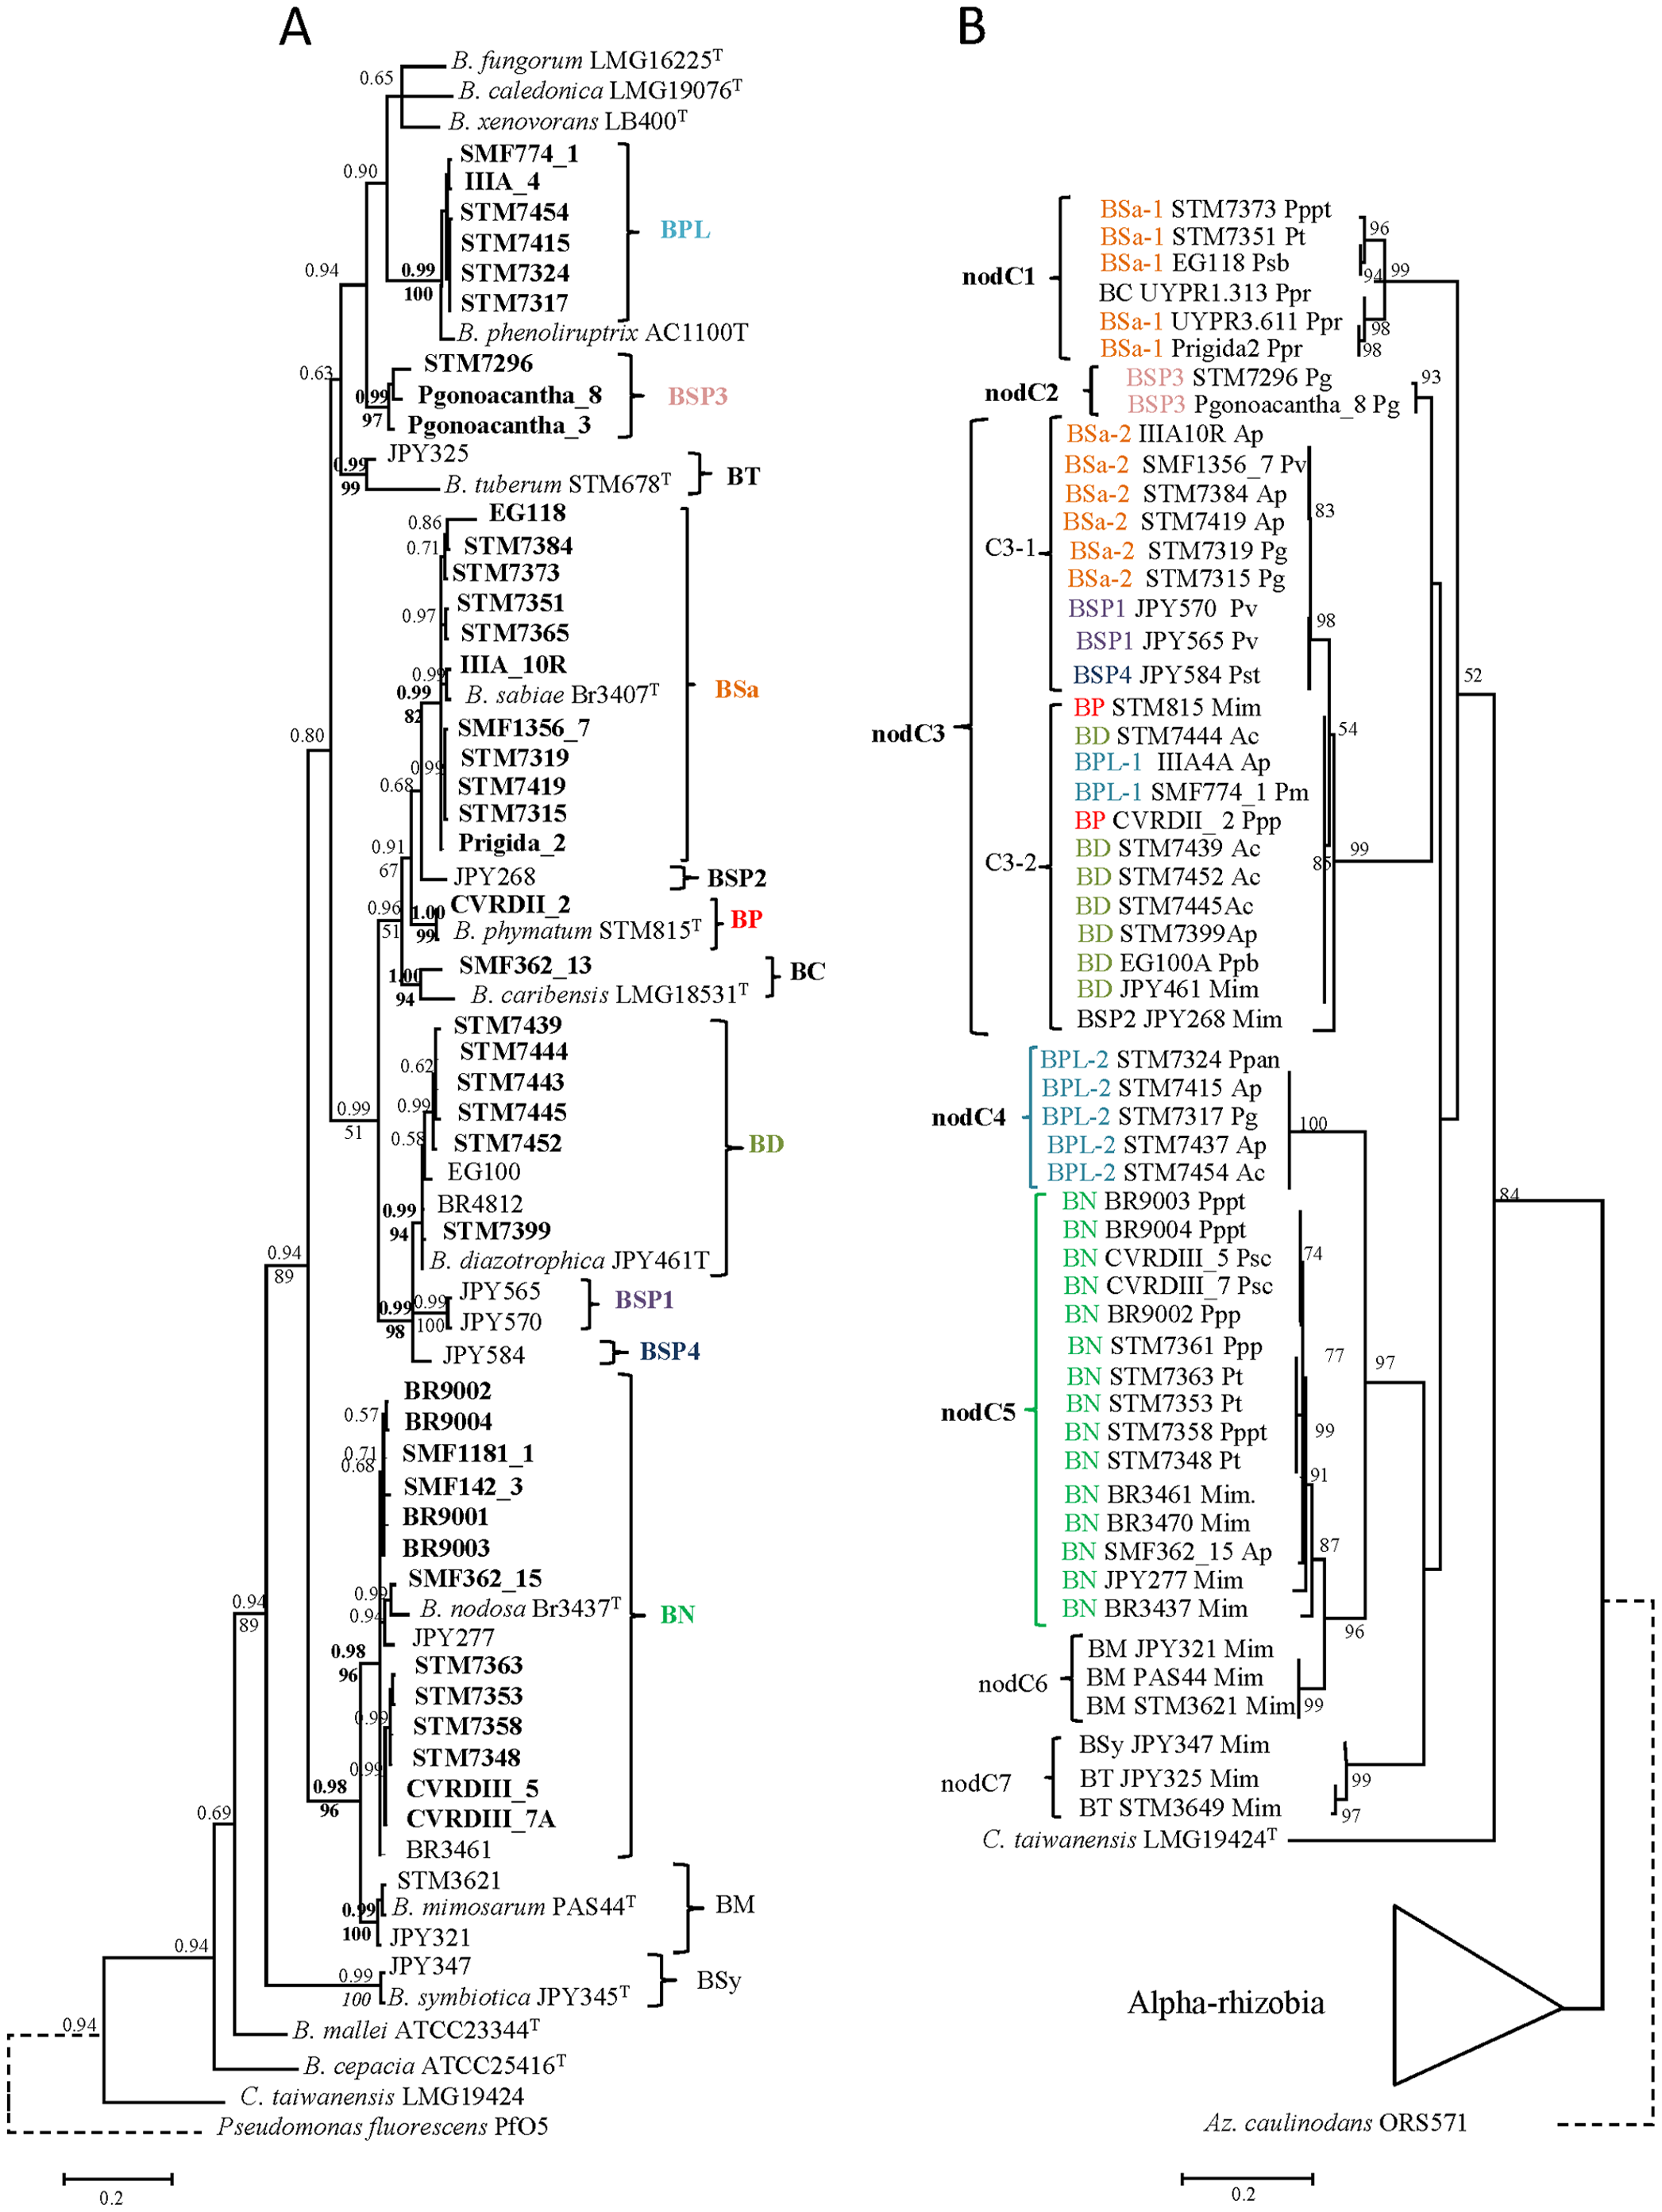 A
B. fungorum LMG16225T
0.65
B. caledonica LMG19076T
B. xenovorans LB400T
SMF774_1
0.90
IIIA_4
STM7454
BPL
STM7415
0.94
0.99
STM7324
100
STM7317
B. phenoliruptrix AC1100T
STM7296
0.63
0.99
Pgonoacantha_8
BSP3
97
Pgonoacantha_3
JPY325
0.99
BT
99
B. tuberum STM678T
EG118
0.86
STM7384
0.71
STM7373
STM7351
0.97
STM7365
IIIA_10R
0.99
0.99
B. sabiae Br3407T
BSa
82
SMF1356_7
0.80
STM7319
0.99
0.68
STM7419
STM7315
0.91
Prigida_2
67
JPY268
BSP2
0.96
1.00
CVRDII_2
51
99
B. phymatum STM815T
BP
SMF362_13
1.00
BC
94
B. caribensis LMG18531T
STM7439
STM7444
0.62
STM7443
0.99
STM7445
0.99
51
0.58
STM7452
BD
EG100
BR4812
0.99
94
STM7399
0.94
B. diazotrophica JPY461T
89
JPY565
0.99
0.99
BSP1
98
100
JPY570
JPY584
BSP4
BR9002
0.57
BR9004
0.71
SMF1181_1
0.68
SMF142_3
BR9001
BR9003
SMF362_15
0.99
0.94
B. nodosa Br3437T
BN
0.94
89
JPY277
0.98
96
STM7363
STM7353
0.99
STM7358
STM7348
0.99
0.98
CVRDIII_5
96
CVRDIII_7A
0.69
BR3461
STM3621
0.99
B. mimosarum PAS44T
BM
100
JPY321
0.94
JPY347
0.99
BSy
100
B. symbiotica JPY345T
0.94
B. mallei ATCC23344T
B. cepacia ATCC25416T
C. taiwanensis LMG19424
Pseudomonas fluorescens PfO5
0.2
B
BSa-1 STM7373 Pppt
96
BSa-1 STM7351 Pt
nodC1
BSa-1 EG118 Psb
94
99
BC UYPR1.313 Ppr
BSa-1 UYPR3.611 Ppr
98
BSa-1 Prigida2 Ppr
98
nodC2
BSP3 STM7296 Pg
93
BSP3 Pgonoacantha_8 Pg
BSa-2 IIIA10R Ap
BSa-2 SMF1356_7 Pv
BSa-2 STM7384 Ap
83
BSa-2 STM7419 Ap
C3-1
BSa-2 STM7319 Pg
BSa-2 STM7315 Pg
BSP1 JPY570 Pv
98
BSP1 JPY565 Pv
BSP4 JPY584 Pst
52
BP STM815 Mim
nodC3
BD STM7444 Ac
54
BPL-1 IIIA4A Ap
BPL-1 SMF774_1 Pm
BP CVRDII_ 2 Ppp
BD STM7439 Ac
99
C3-2
85
BD STM7452 Ac
BD STM7445Ac
BD STM7399Ap
BD EG100A Ppb
BD JPY461 Mim
BSP2 JPY268 Mim
BPL-2 STM7324 Ppan
BPL-2 STM7415 Ap
nodC4
BPL-2 STM7317 Pg
100
BPL-2 STM7437 Ap
BPL-2 STM7454 Ac
84
BN BR9003 Pppt
BN BR9004 Pppt
74
BN CVRDIII_5 Psc
BN CVRDIII_7 Psc
BN BR9002 Ppp
BN STM7361 Ppp
77
97
BN STM7363 Pt
BN STM7353 Pt
nodC5
BN STM7358 Pppt
99
BN STM7348 Pt
91
BN BR3461 Mim.
BN BR3470 Mim
87
BN SMF362_15 Ap
BN JPY277 Mim
BN BR3437 Mim
96
BM JPY321 Mim
nodC6
BM PAS44 Mim
BM STM3621 Mim
99
BSy JPY347 Mim
nodC7
BT JPY325 Mim
99
BT STM3649 Mim
97
C. taiwanensis LMG19424T
Alpha-rhizobia
Az. caulinodans ORS571
0.2